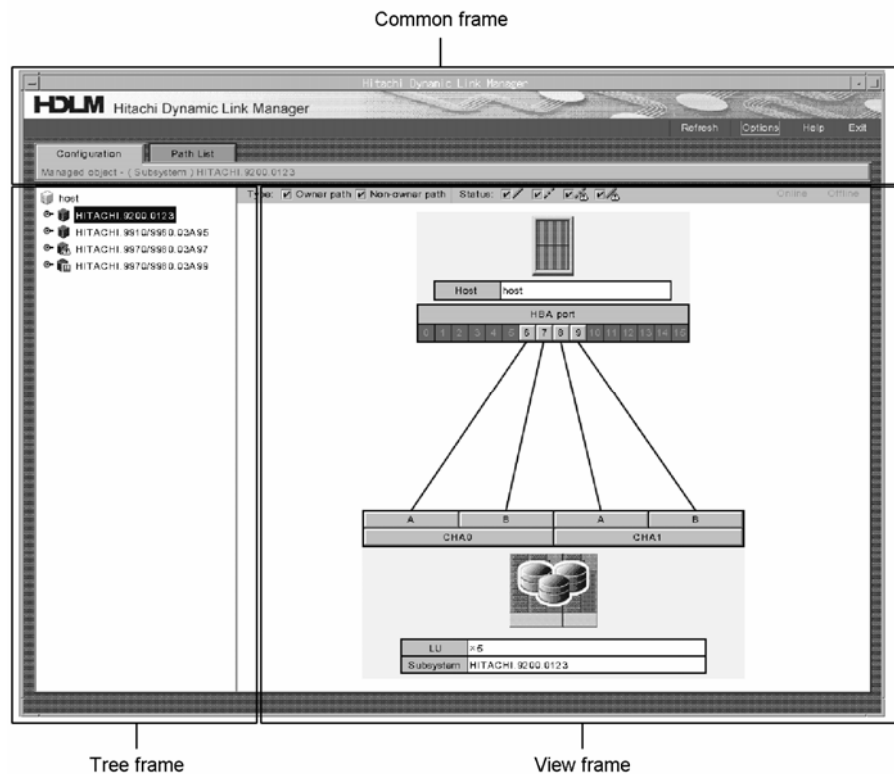 Common frame
Hitachi Dynamic Link Manager
HDLM Hitachi Dynamic Link Manager
Refresh Options Help Exit
Configuration Path List
Managed object - ( Subsystem ) HITACHI.9200.0123
host
HITACHI.9200.0123
HITACHI.9910/9960.03A95
HITACHI.9970/9980.03A97
HITACHI.9970/9980.03A99
Type: Owner path Non-owner path Status: Online Offline
Host host
HBA port
0 1 2 3 4 5 6 7 8 9 10 11 12 13 14 15
A B A B
CHA0 CHA1
LU ×5
Subsystem HITACHI.9200.0123
Tree frame View frame